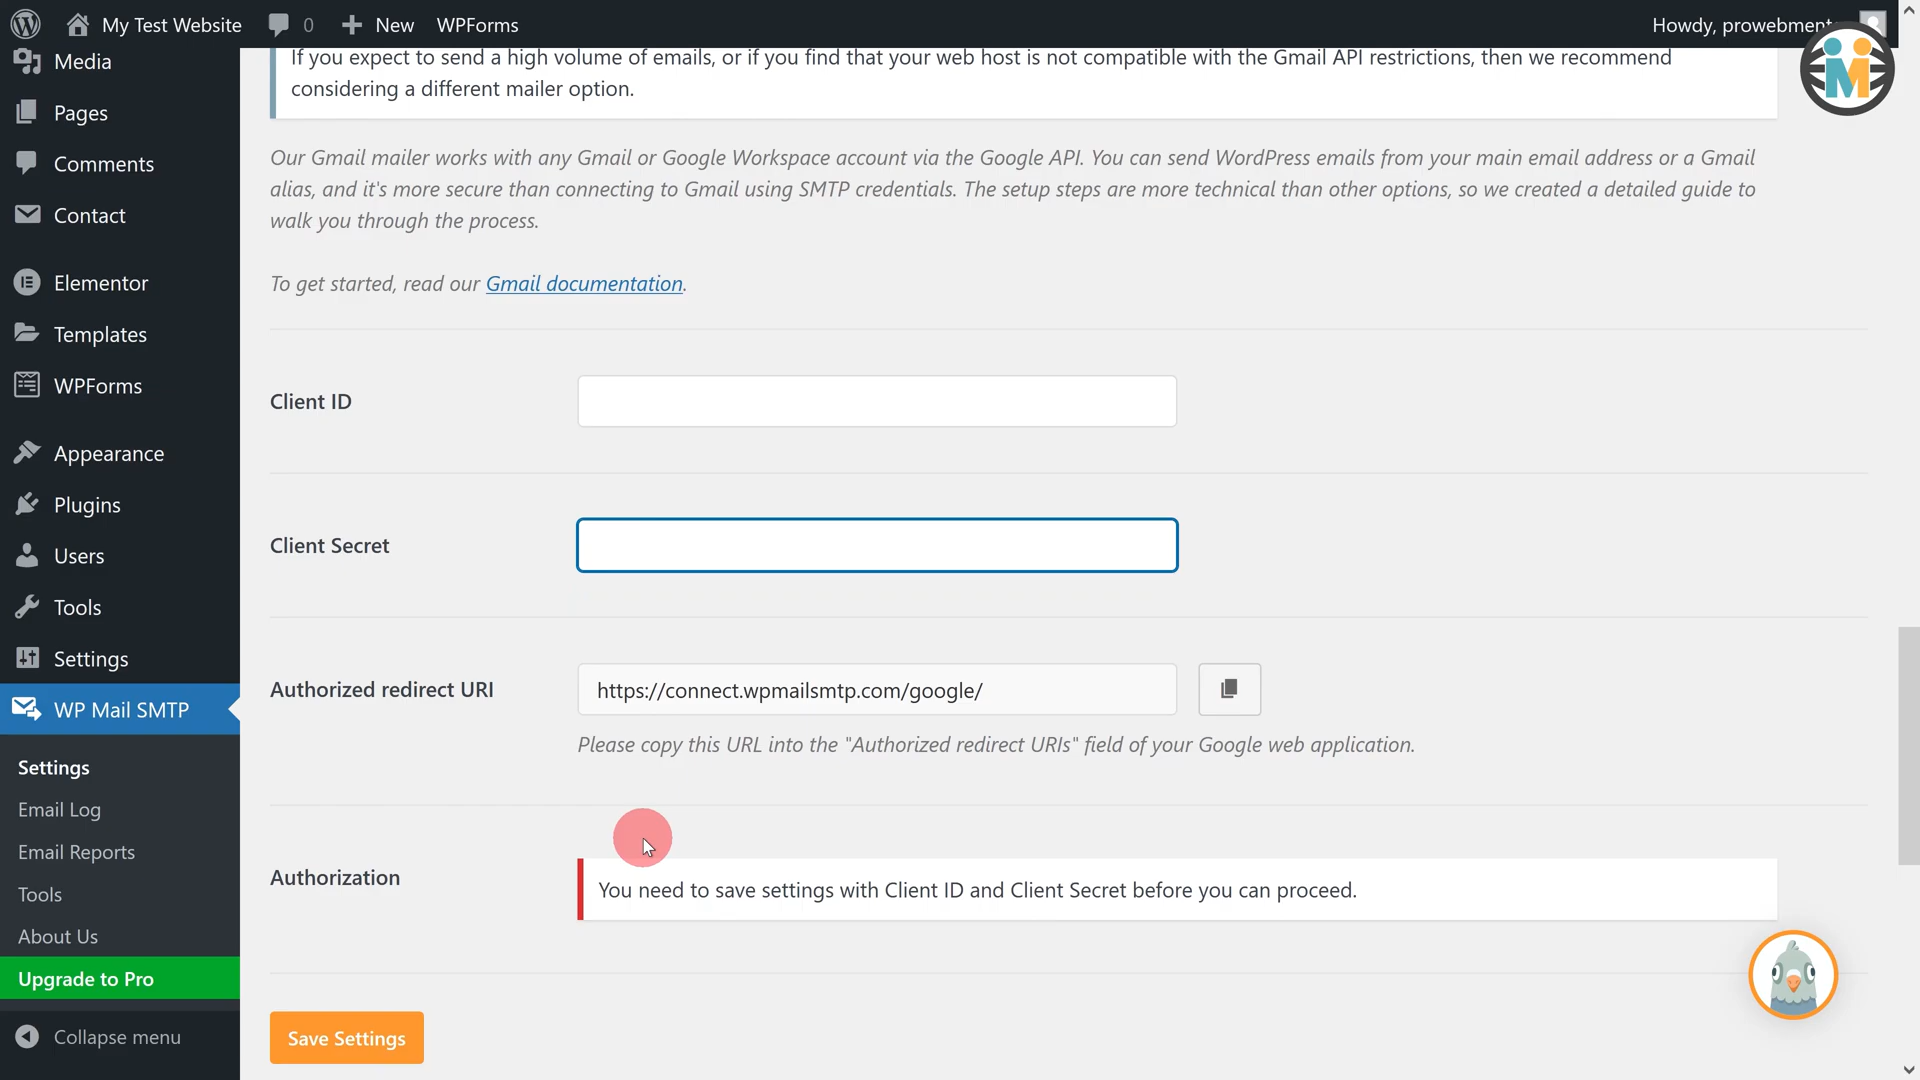 My Test Website
0
New
WPForms
Howdy, prowebment
Media
Pages
Comments
Contact
Elementor
Templates
WPForms
Appearance
Plugins
Users
Tools
Settings
WP Mail SMTP
Settings
Email Log
Email Reports
Tools
About Us
Upgrade to Pro
Collapse menu
If you expect to send a high volume of emails, or if you find that your web host is not compatible with the Gmail API restrictions, then we recommend
considering a different mailer option.
Our Gmail mailer works with any Gmail or Google Workspace account via the Google API. You can send WordPress emails from your main email address or a Gmail
alias, and it's more secure than connecting to Gmail using SMTP credentials. The setup steps are more technical than other options, so we created a detailed guide to
walk you through the process.
To get started, read our Gmail documentation.
Client ID
Client Secret
Authorized redirect URI
https://connect.wpmailsmtp.com/google/
Please copy this URL into the "Authorized redirect URIs" field of your Google web application.
Authorization
You need to save settings with Client ID and Client Secret before you can proceed.
Save Settings